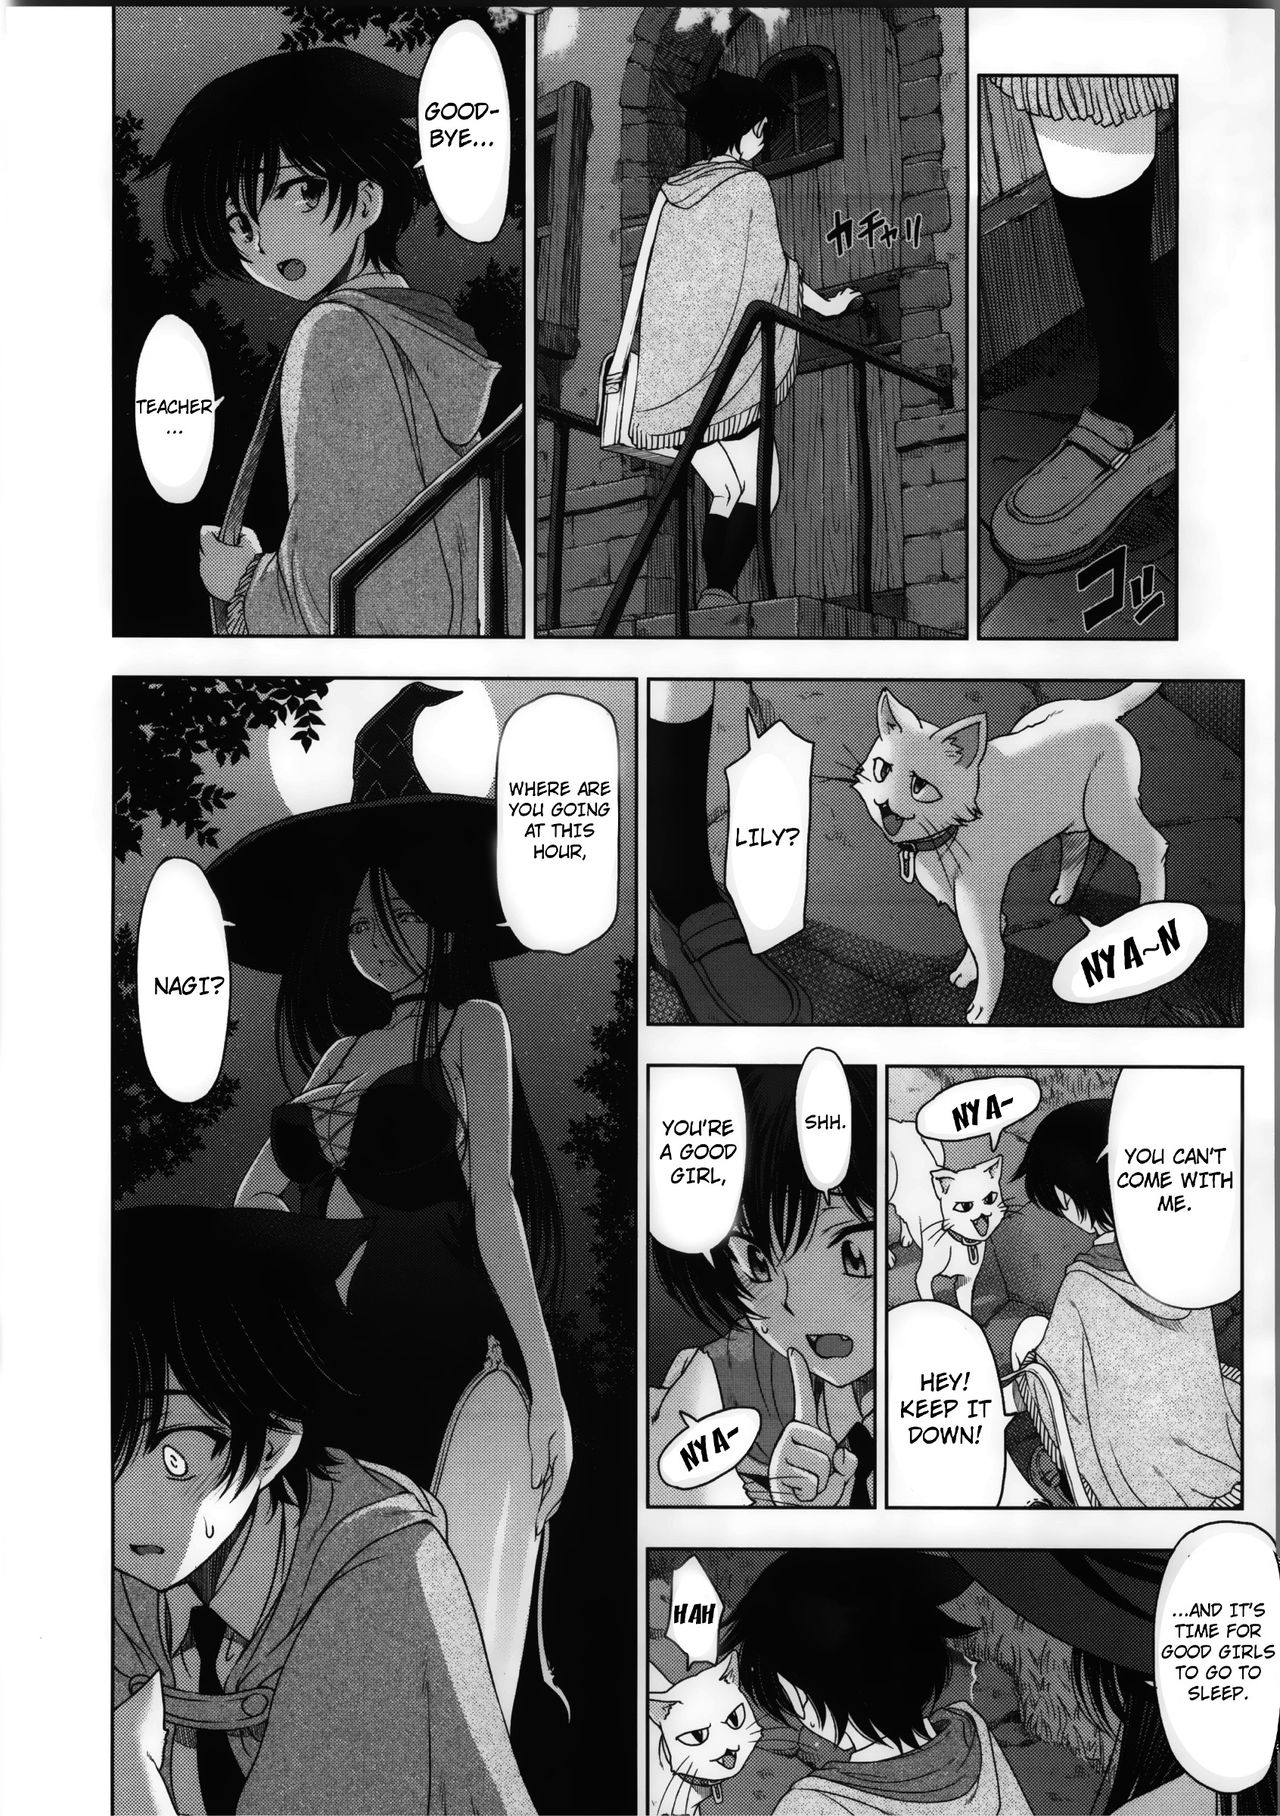 コッ
カチャリ
GOOD-
BYE...
TEACHER
...
LILY?
NYA~N
YOU CAN'T
COME WITH
ME.
NYA-
HEY!
KEEP IT
DOWN!
SHH.
YOU'RE
A GOOD
GIRL,
NYA-
...AND IT'S
TIME FOR
GOOD GIRLS
TO GO TO
SLEEP.
HAH
WHERE ARE
YOU GOING
AT THIS
HOUR,
NAGI?